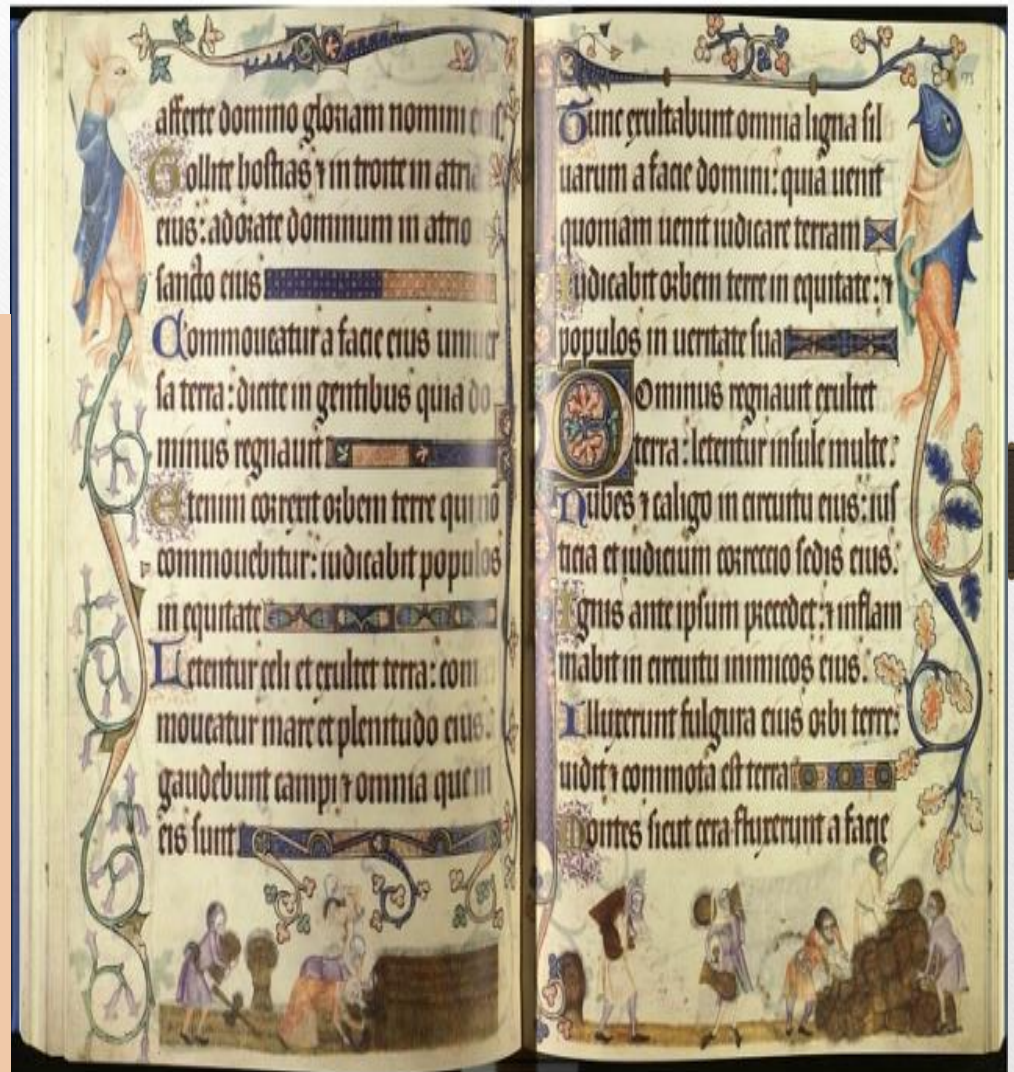 afferte domino gloriam nomini eius.
Tollite hostias ⁊ in troite in atria
eius: adorate dominum in atrio
sancto eius
Commoueatur a facie eius uniuer
sa terra: dicite in gentibus quia do
minus regnauit
Etenim correxit orbem terre qui nō
commouebitur: iudicabit populos
in equitate
Letentur celi et exultet terra: com
moueatur mare et plenitudo eius.
gaudebunt campi ⁊ omnia que in
eis sunt
Tunc exultabunt omnia ligna sil
uarum a facie domini: quia uenit
quoniam uenit iudicare terram
Iudicabit orbem terre in equitate: ⁊
populos in ueritate sua
Dominus regnauit exultet
terra: letentur insule multe.
Nubes ⁊ caligo in circuitu eius: ius
ticia et iudicium correccio sedis eius.
Ignis ante ipsum precedet: ⁊ inflam
mabit in circuitu inimicos eius.
Illuxerunt fulgura eius orbi terre:
uidit ⁊ commota est terra
Montes sicut cera fluxerunt a facie